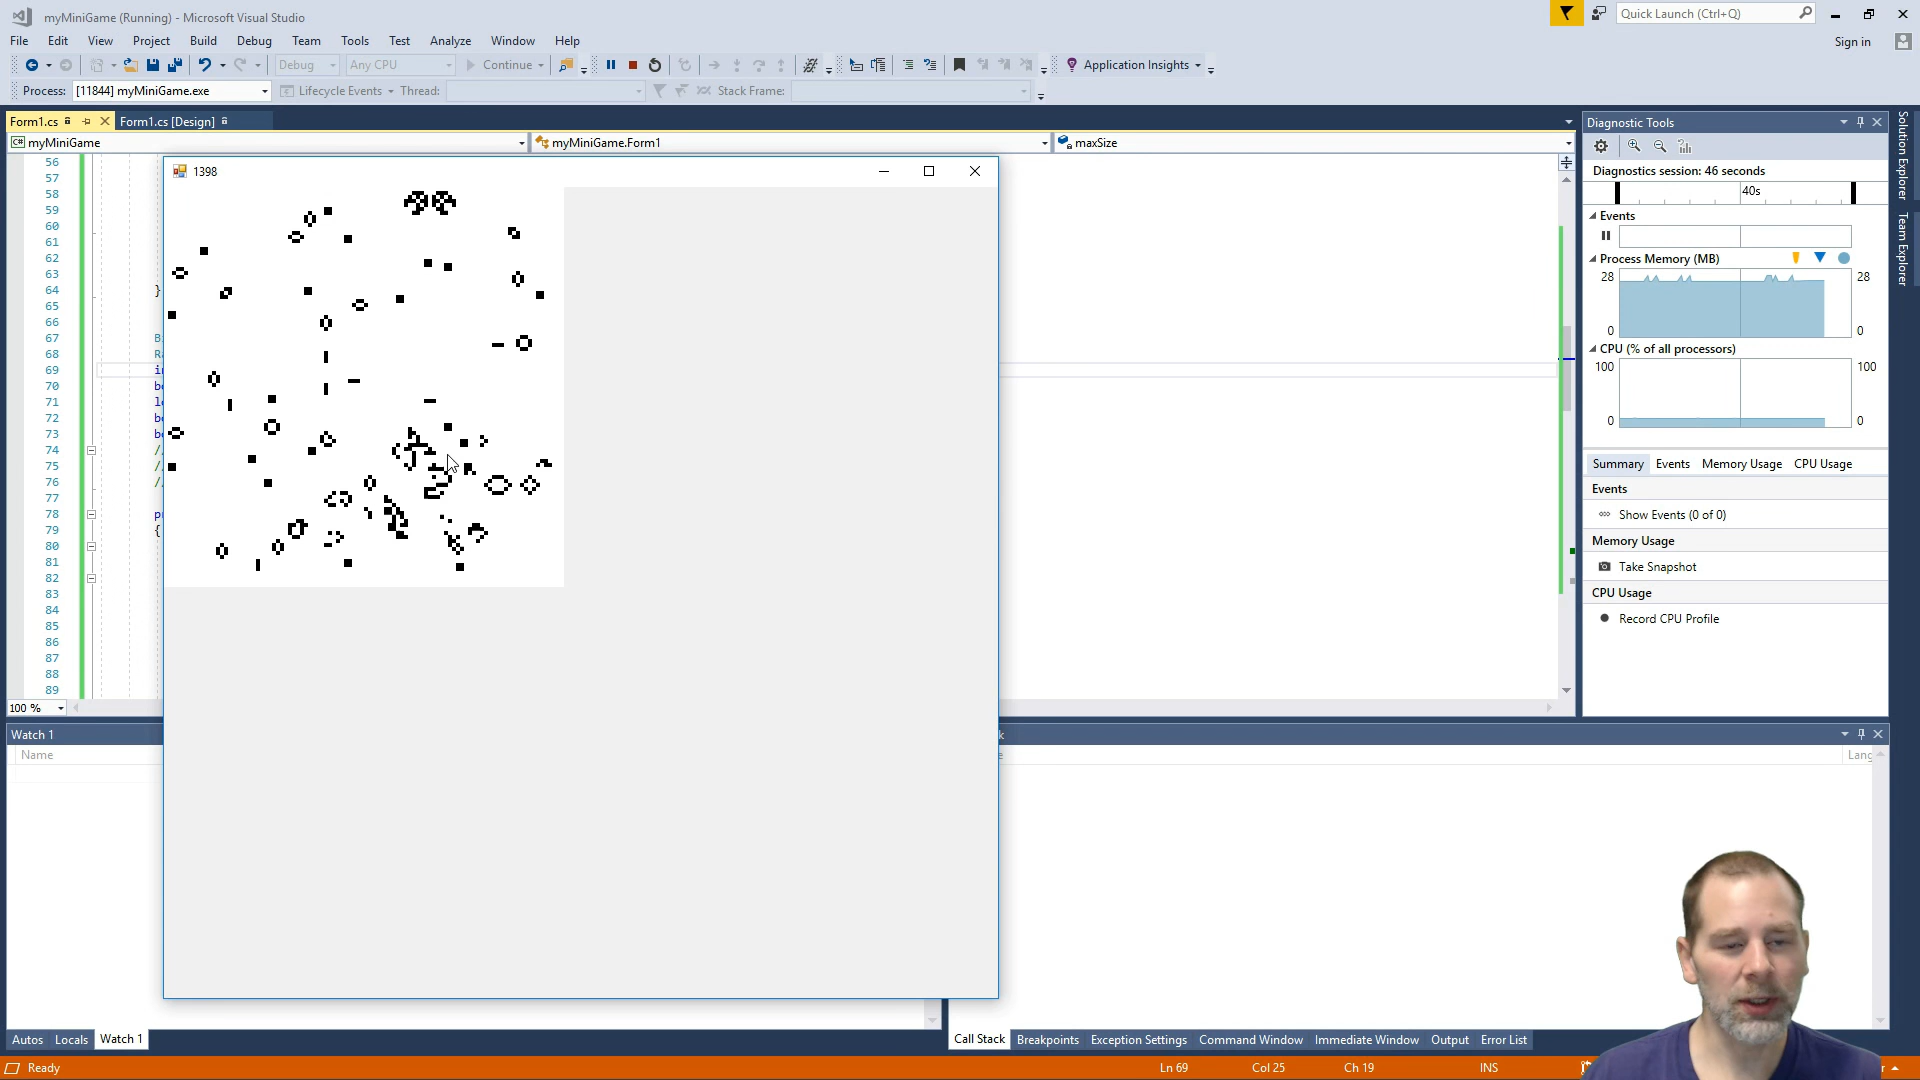 myMiniGame (Running) - Microsoft Visual Studio
Quick Launch (Ctrl+Q)
File Edit View Project Build Debug Team Tools Test Analyze Window Help
Sign in
Debug Any CPU Continue Application Insights
Process: [11844] myMiniGame.exe Lifecycle Events Thread: Stack Frame:
Form1.cs Form1.cs [Design]
C# myMiniGame myMiniGame.Form1 maxSize
1398
56
57
58
59
60
61
62
63
64 }
65
66
67
68
69
70
71
72
73
74
75
76
77
78
79 {
80
81
82
83
84
85
86
87
88
89
100 %
Diagnostic Tools
Diagnostics session: 46 seconds
40s
Events
Process Memory (MB)
28 28
0 0
CPU (% of all processors)
100 100
0 0
Summary Events Memory Usage CPU Usage
Events
Show Events (0 of 0)
Memory Usage
Take Snapshot
CPU Usage
Record CPU Profile
Solution Explorer
Team Explorer
Watch 1
Name
Autos Locals Watch 1
Call Stack Breakpoints Exception Settings Command Window Immediate Window Output Error List
Ready Ln 69 Col 25 Ch 19 INS